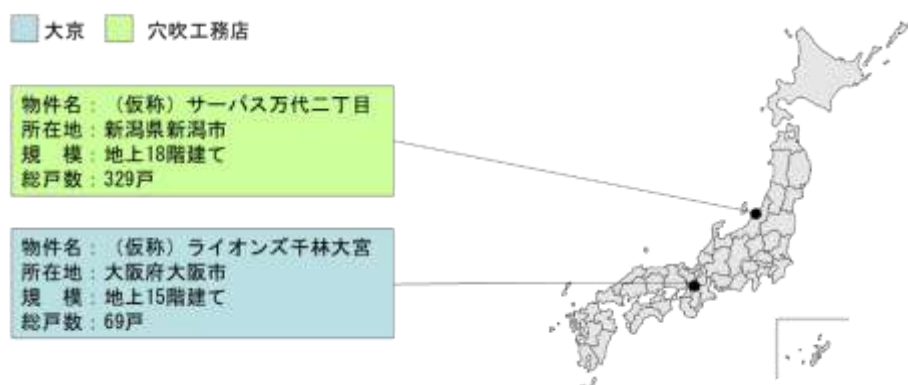 大京 穴吹工務店
物件名：（仮称）サーパス万代二丁目
所在地：新潟県新潟市
規　模：地上18階建て
総戸数：329戸
物件名：（仮称）ライオンズ千林大宮
所在地：大阪府大阪市
規　模：地上15階建て
総戸数：69戸